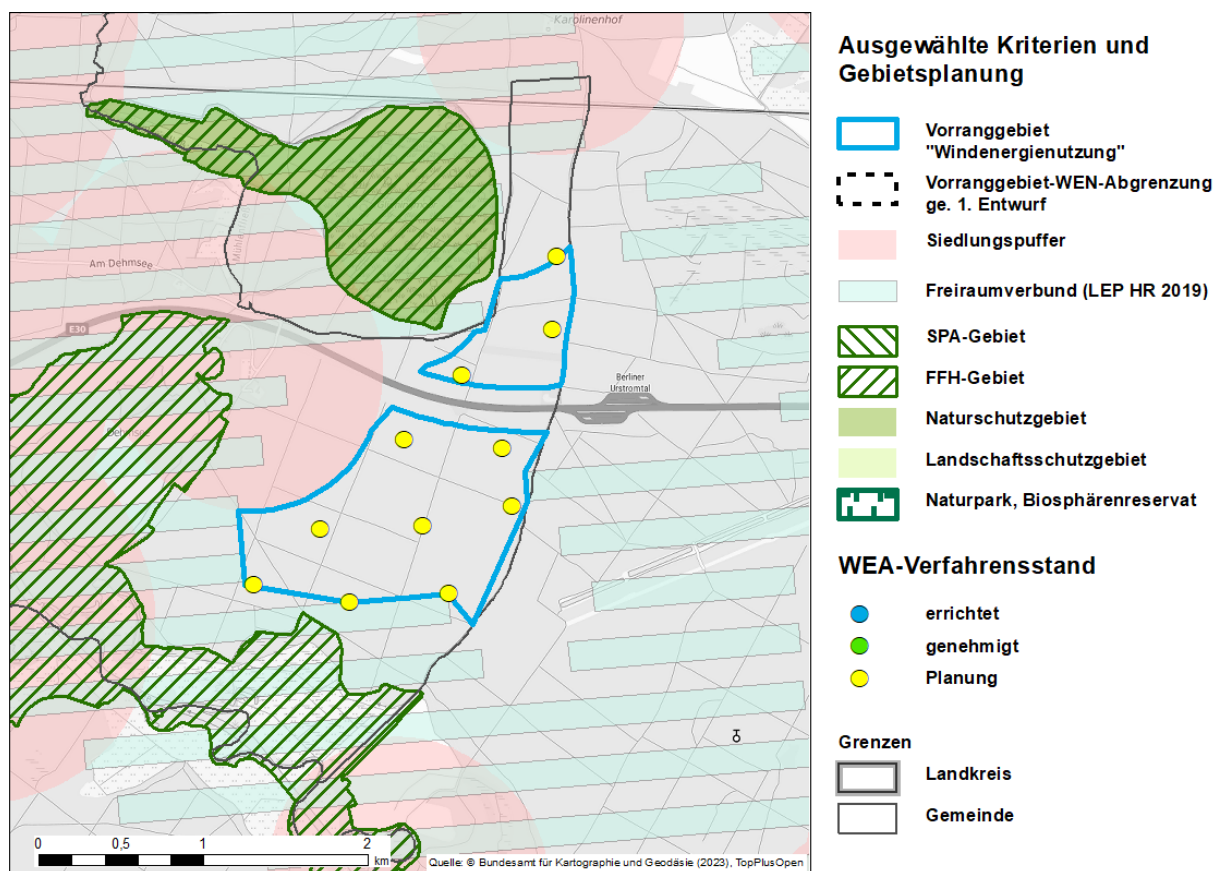 Karolinenhof
Am Dehmsee
E30
Berliner
Urstromtal
Dehmsee
0
0,5
1
2
km
Quelle: © Bundesamt für Kartographie und Geodäsie (2023), TopPlusOpen
Ausgewählte Kriterien und
Gebietsplanung
Vorranggebiet
"Windenergienutzung"
Vorranggebiet-WEN-Abgrenzung
ge. 1. Entwurf
Siedlungspuffer
Freiraumverbund (LEP HR 2019)
SPA-Gebiet
FFH-Gebiet
Naturschutzgebiet
Landschaftsschutzgebiet
Naturpark, Biosphärenreservat
WEA-Verfahrensstand
errichtet
genehmigt
Planung
Grenzen
Landkreis
Gemeinde